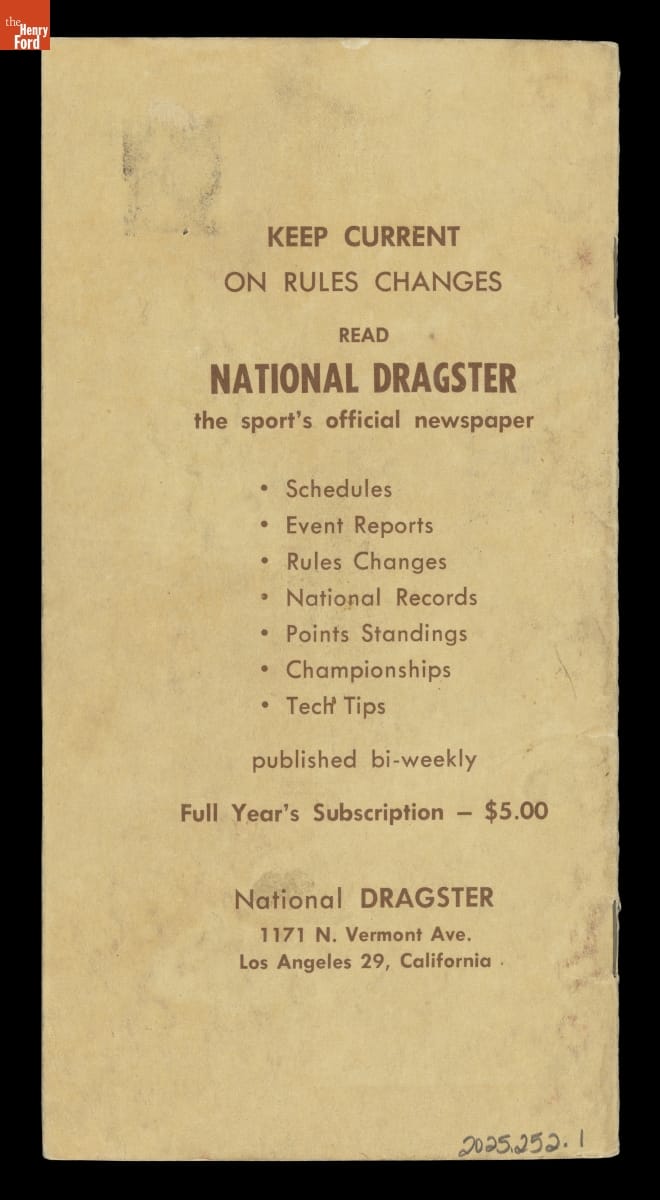 the
Henry
Ford
KEEP CURRENT
ON RULES CHANGES
READ
NATIONAL DRAGSTER
the sport's official newspaper
• Schedules
• Event Reports
• Rules Changes
• National Records
• Points Standings
• Championships
• Tech' Tips
published bi-weekly
Full Year's Subscription – $5.00
National DRAGSTER
1171 N. Vermont Ave.
Los Angeles 29, California
2025.252.1